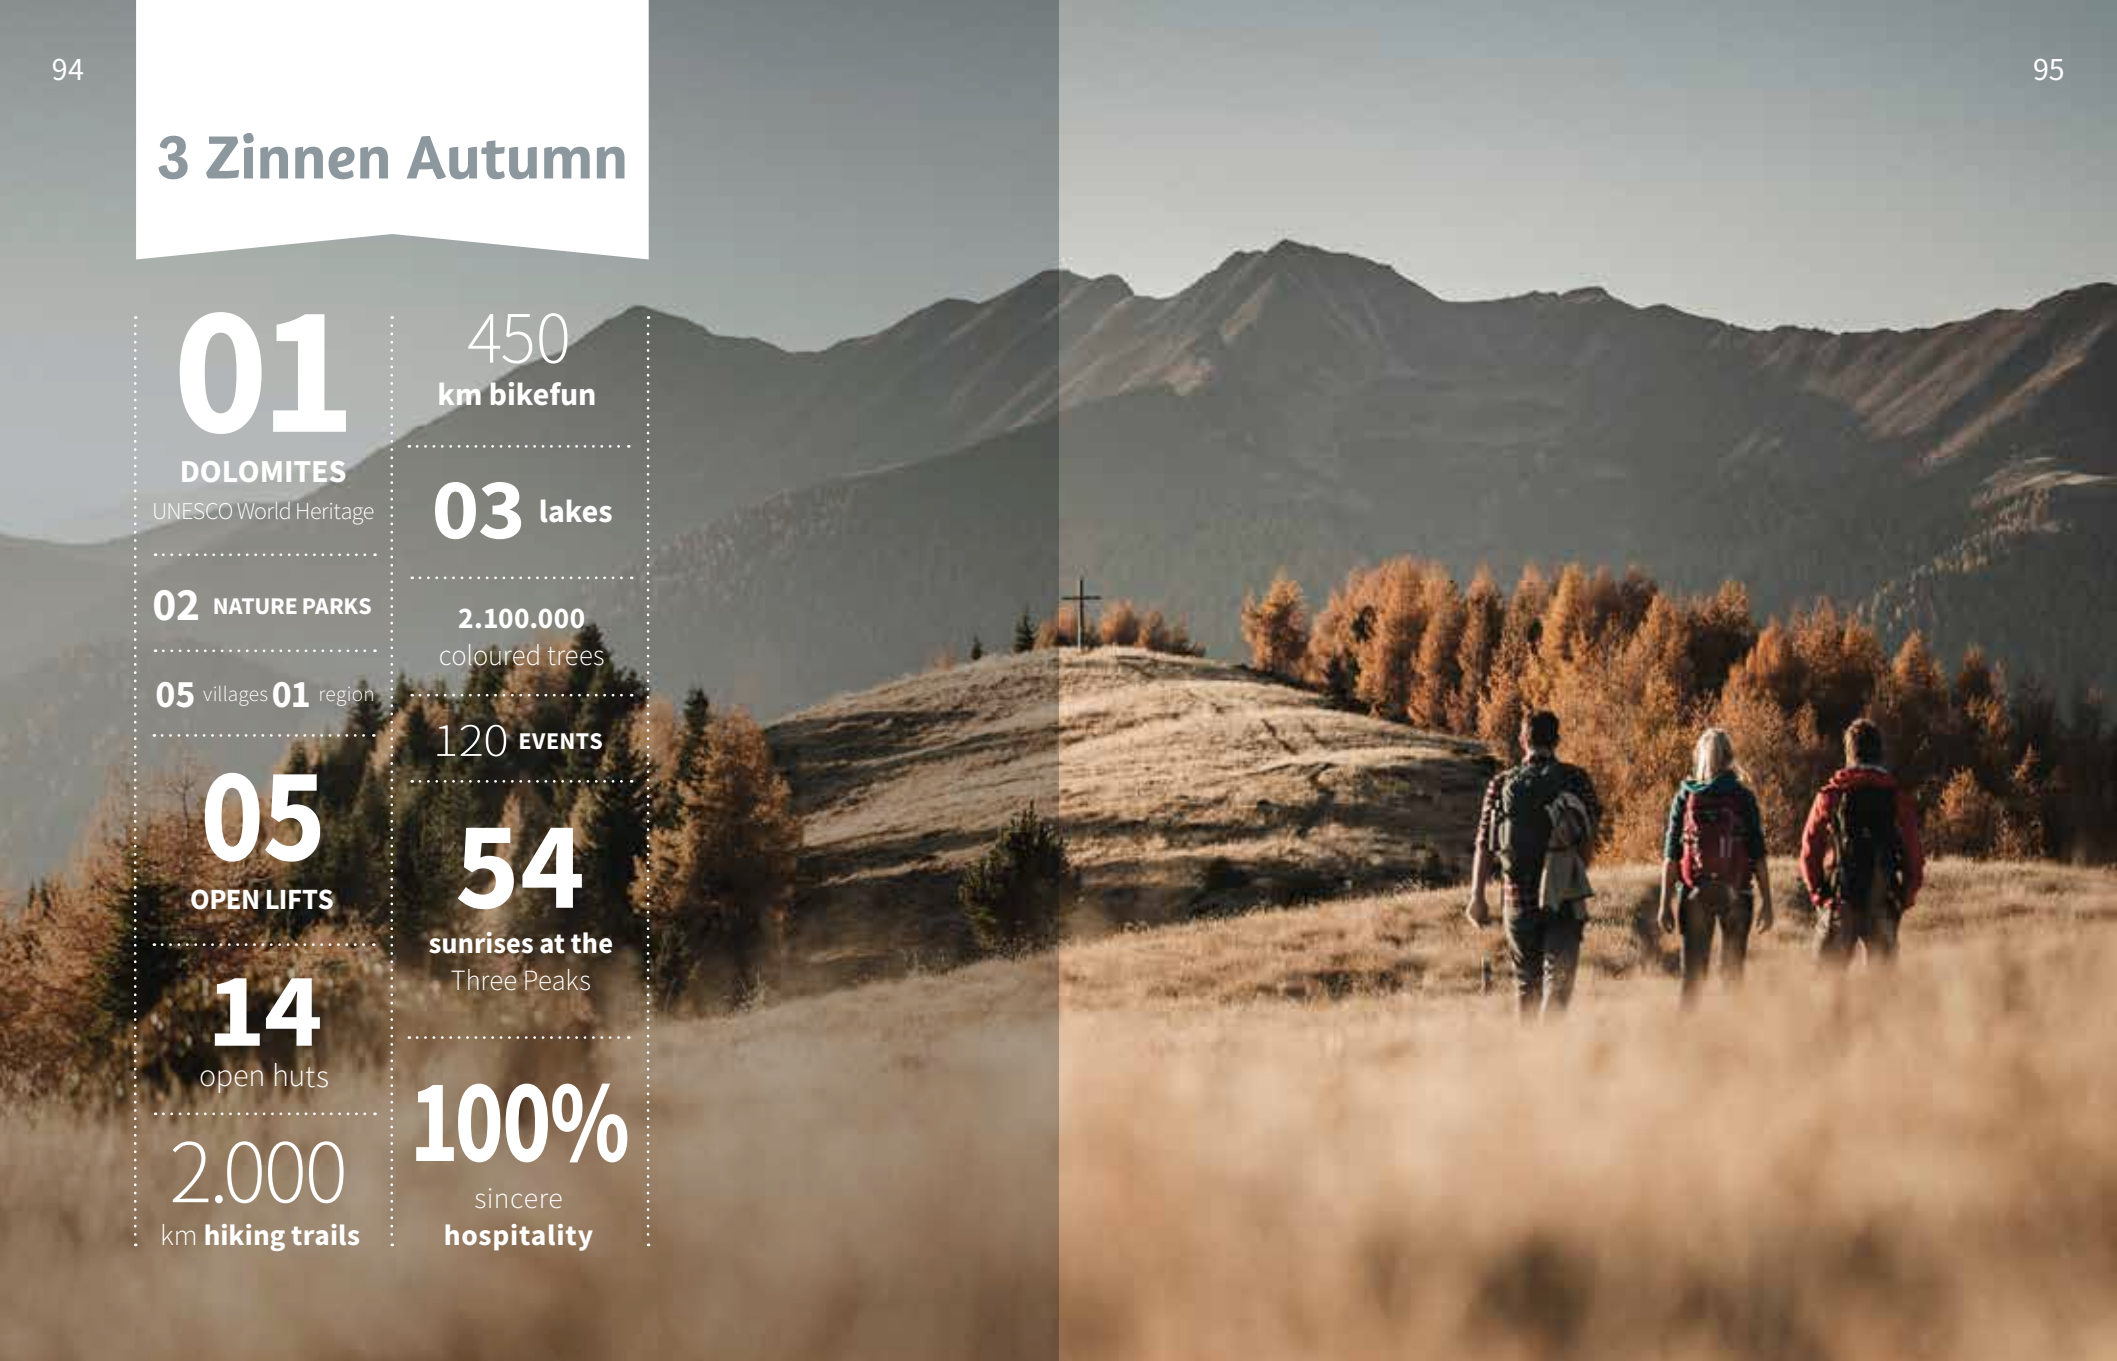 94
3 Zinnen Autumn
01
DOLOMITES
UNESCO World Heritage
02 NATURE PARKS
05 villages 01 region
05
OPEN LIFTS
14
open huts
2.000
km hiking trails
450
km bikefun
03 lakes
2.100.000
coloured trees
120 EVENTS
54
sunrises at the
Three Peaks
100%
sincere
hospitality
95